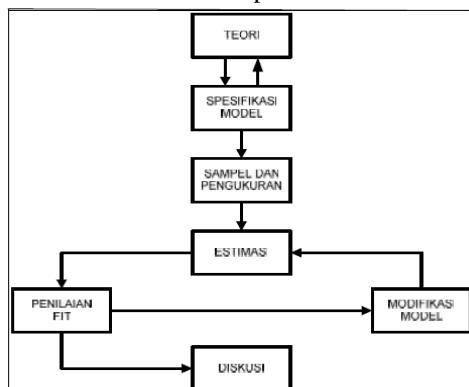 TEORI
SPESIFIKASI
MODEL
SAMPEL DAN
PENGUKURAN
ESTIMASI
PENILAIAN
FIT
MODIFIKASI
MODEL
DISKUSI